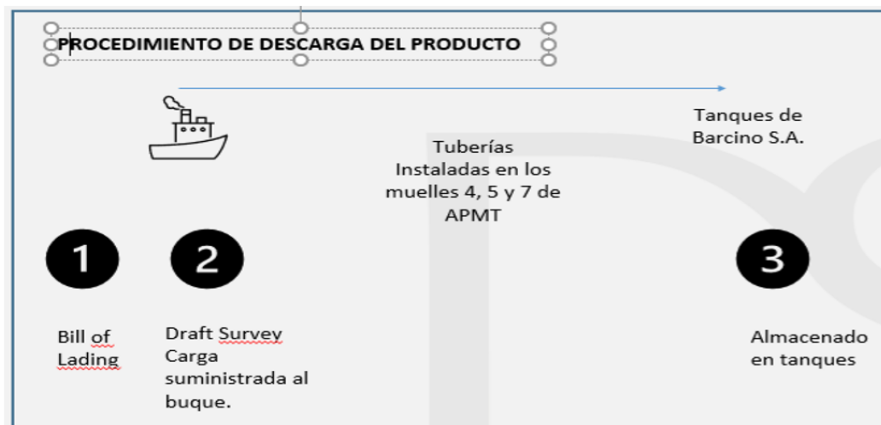 PROCEDIMIENTO DE DESCARGA DEL PRODUCTO
Tanques de
Barcino S.A.
Tuberías
Instaladas en los
muelles 4, 5 y 7 de
APMT
1
2
3
Bill of
Lading
Draft Survey
Carga
suministrada al
buque.
Almacenado
en tanques